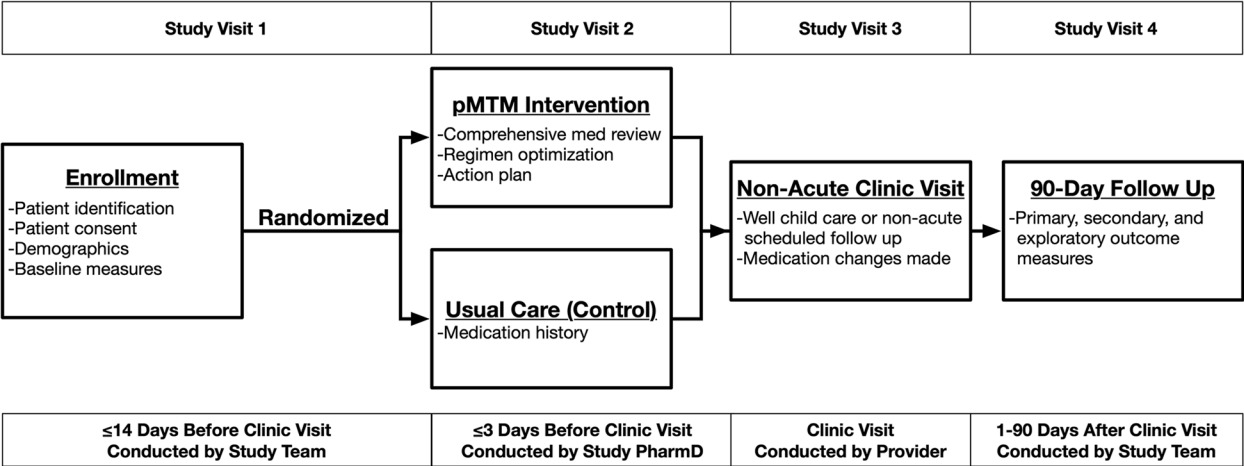 Study Visit 1
Study Visit 2
Study Visit 3
Study Visit 4
Enrollment
-Patient identification
-Patient consent
-Demographics
-Baseline measures
Randomized
pMTM Intervention
-Comprehensive med review
-Regimen optimization
-Action plan
Usual Care (Control)
-Medication history
Non-Acute Clinic Visit
-Well child care or non-acute
scheduled follow up
-Medication changes made
90-Day Follow Up
-Primary, secondary, and
exploratory outcome
measures
≤14 Days Before Clinic Visit
Conducted by Study Team
≤3 Days Before Clinic Visit
Conducted by Study PharmD
Clinic Visit
Conducted by Provider
1-90 Days After Clinic Visit
Conducted by Study Team